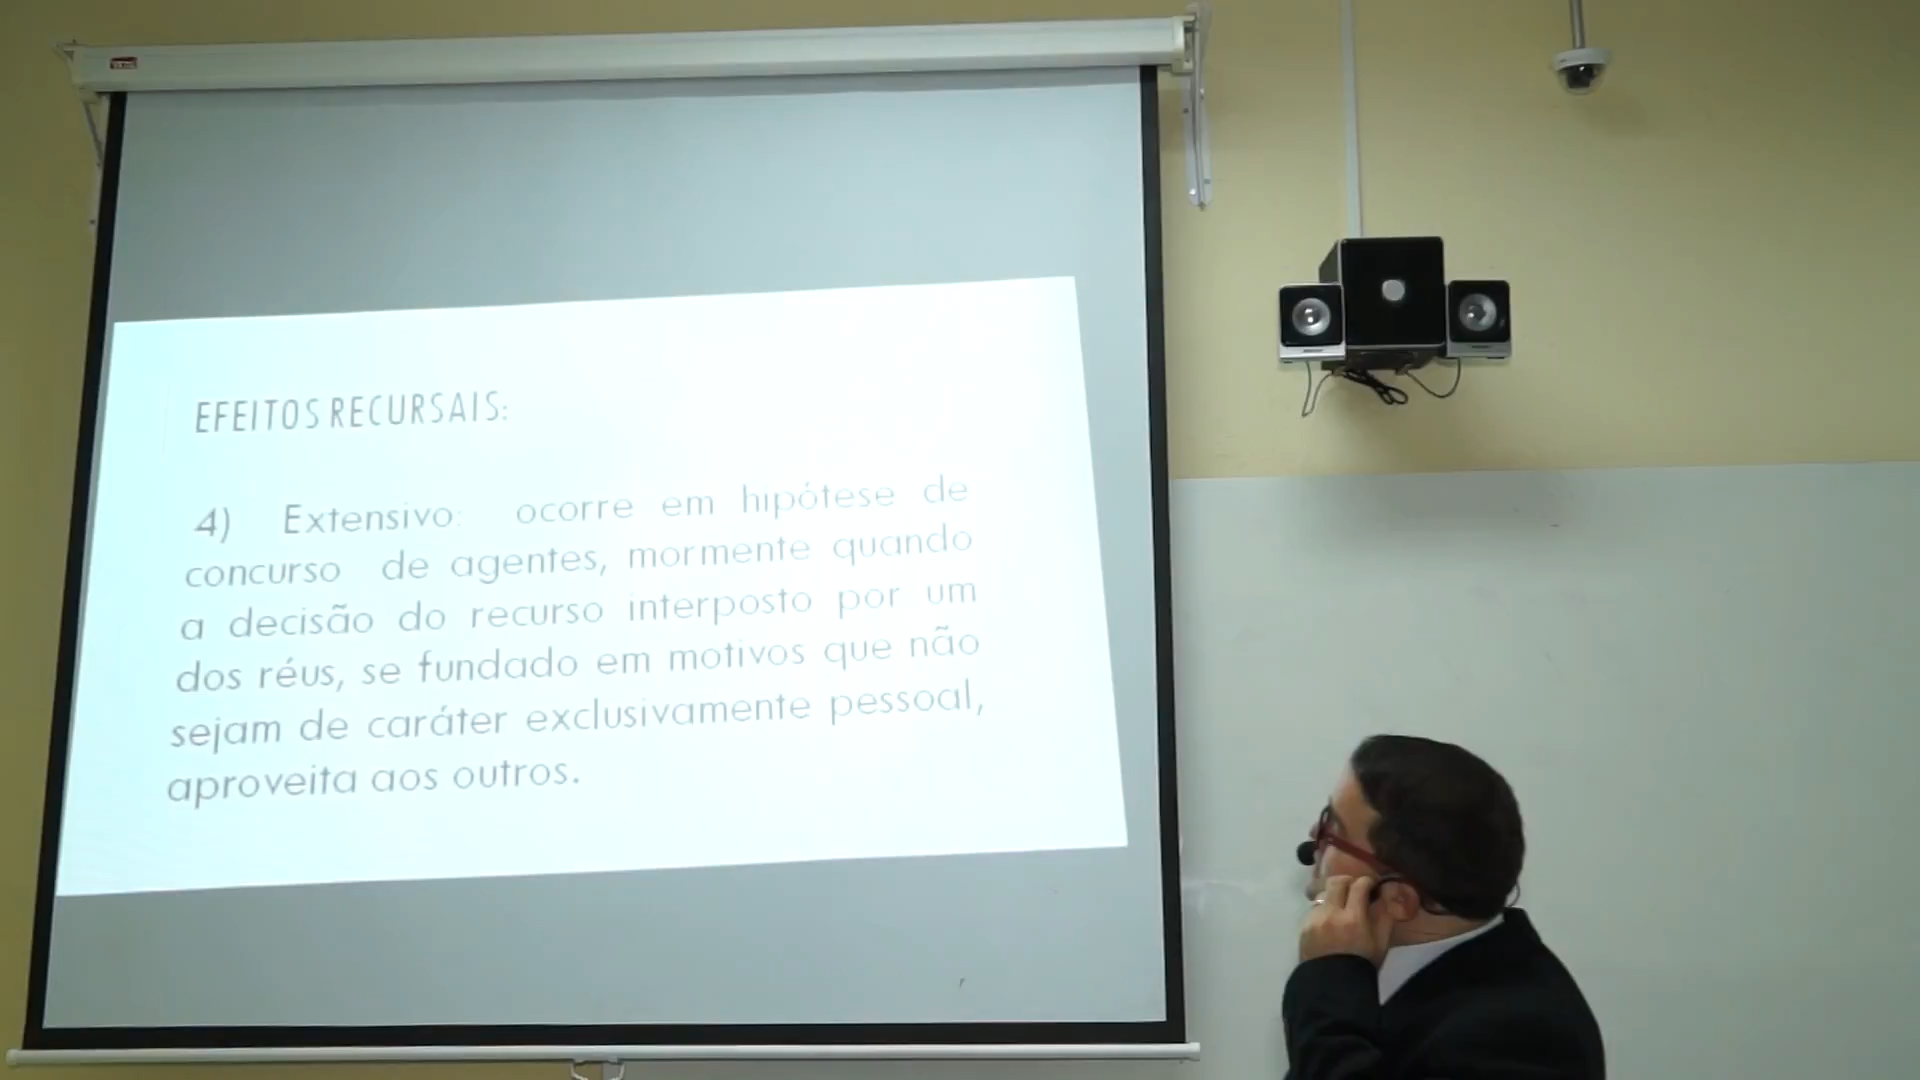 EFEITOS RECURSAIS:
4) Extensivo: ocorre em hipótese de
concurso de agentes, mormente quando
a decisão do recurso interposto por um
dos réus, se fundado em motivos que não
sejam de caráter exclusivamente pessoal,
aproveita aos outros.